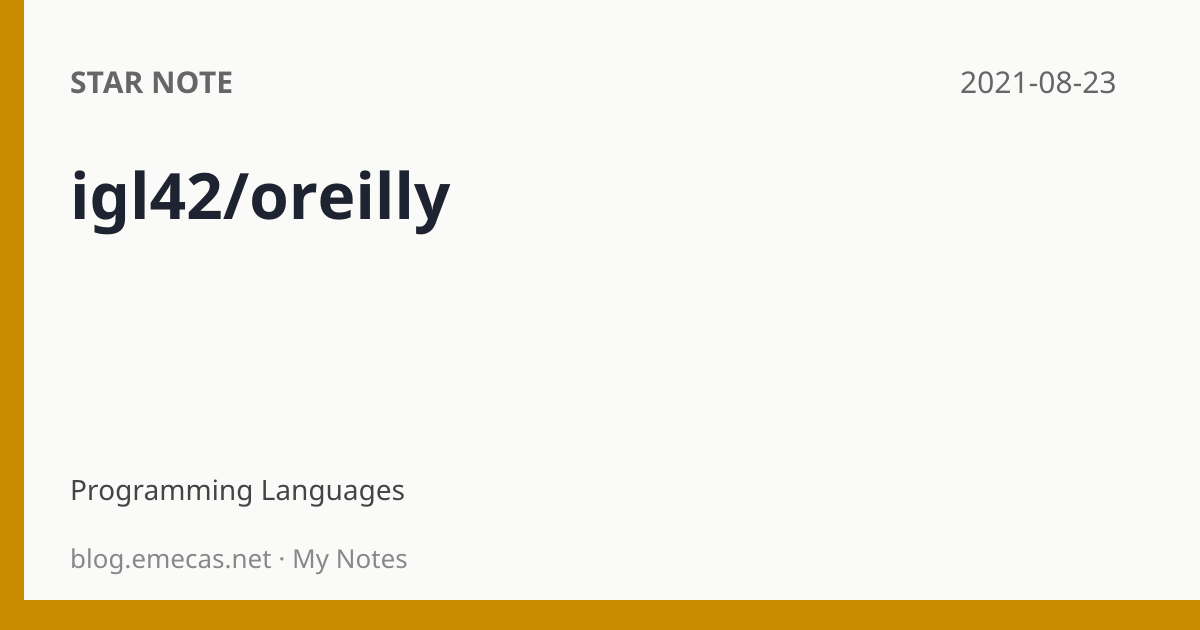 STAR NOTE
2021-08-23
igl42/oreilly
Programming Languages
blog.emecas.net · My Notes